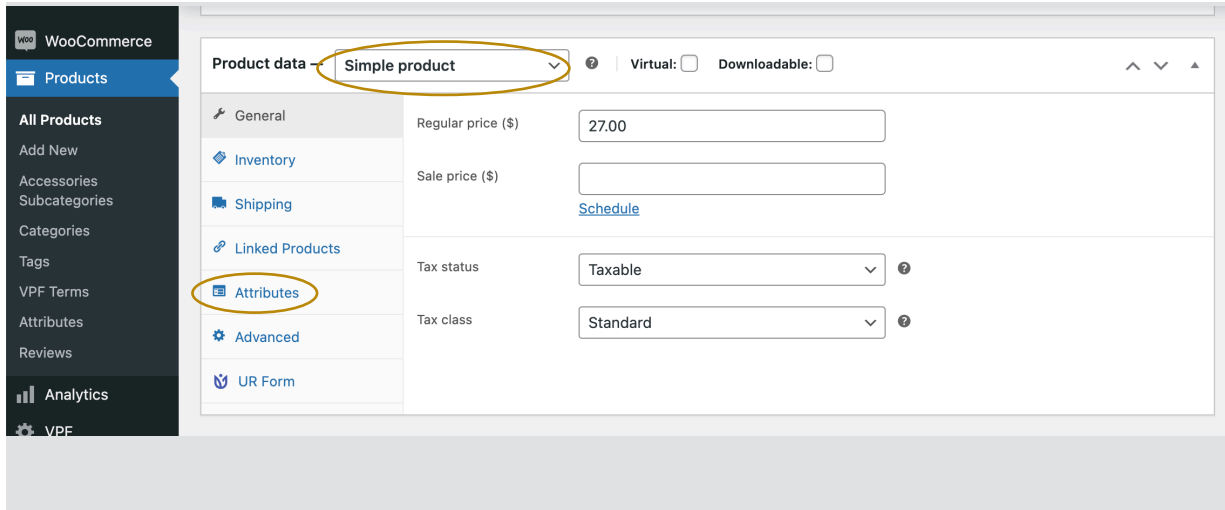 WOO WooCommerce
Products
All Products
Add New
Accessories
Subcategories
Categories
Tags
VPF Terms
Attributes
Reviews
Analytics
VPF
Product data — Simple product Virtual: Downloadable:
General
Inventory
Shipping
Linked Products
Attributes
Advanced
UR Form
Regular price ($) 27.00
Sale price ($)
Schedule
Tax status Taxable
Tax class Standard